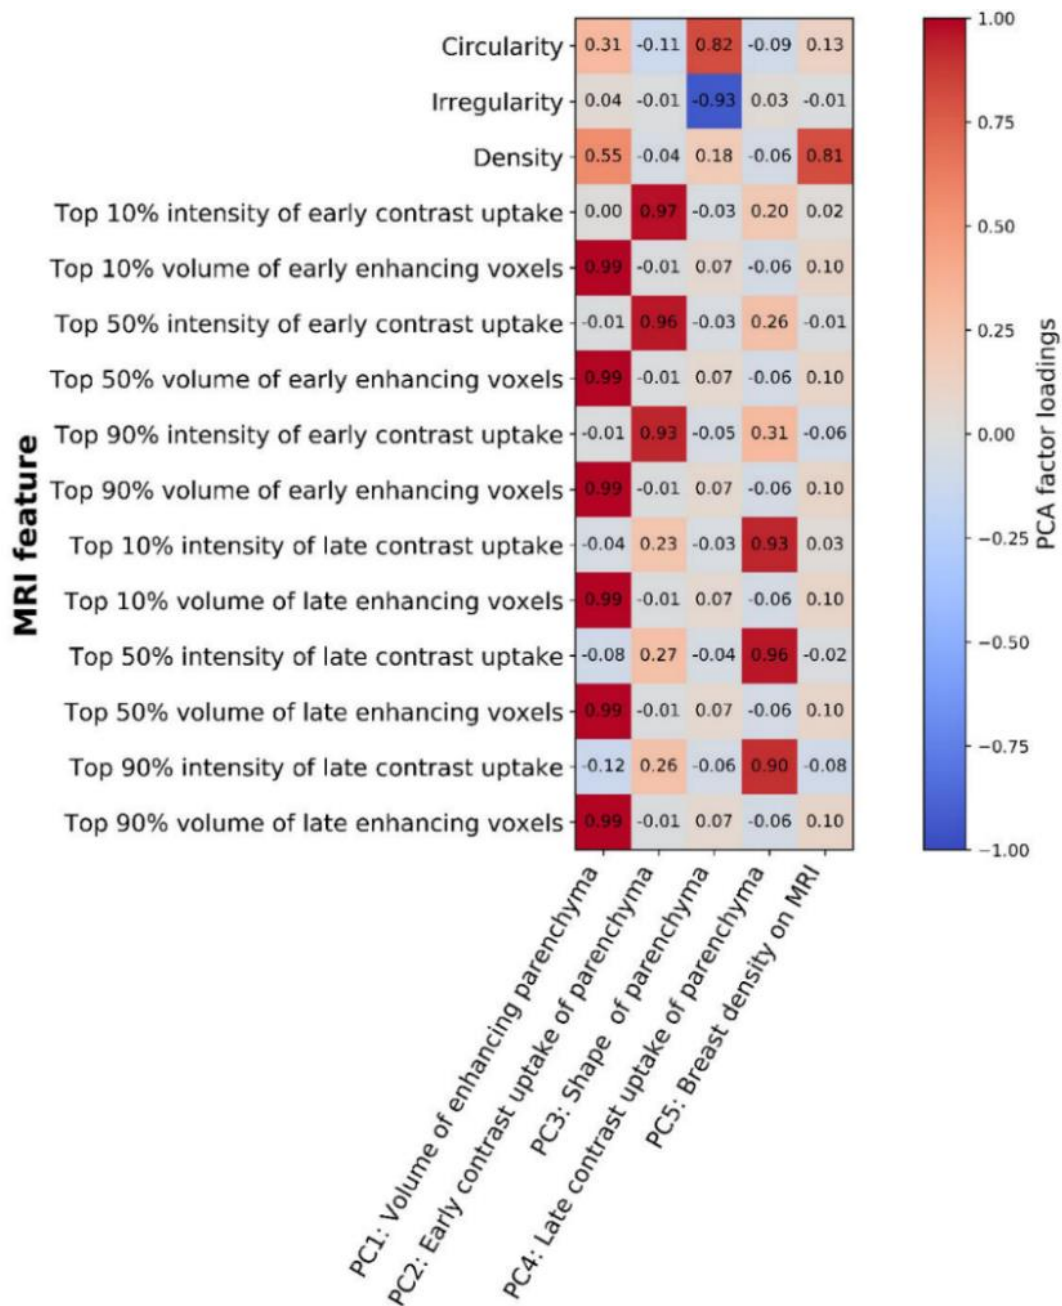 Circularity 0.31 -0.11 0.82 -0.09 0.13
Irregularity 0.04 -0.01 -0.93 0.03 -0.01
Density 0.55 -0.04 0.18 -0.06 0.81
Top 10% intensity of early contrast uptake 0.00 0.97 -0.03 0.20 0.02
Top 10% volume of early enhancing voxels 0.99 -0.01 0.07 -0.06 0.10
Top 50% intensity of early contrast uptake -0.01 0.96 -0.03 0.26 -0.01
Top 50% volume of early enhancing voxels 0.99 -0.01 0.07 -0.06 0.10
Top 90% intensity of early contrast uptake -0.01 0.93 -0.05 0.31 -0.06
Top 90% volume of early enhancing voxels 0.99 -0.01 0.07 -0.06 0.10
Top 10% intensity of late contrast uptake -0.04 0.23 -0.03 0.93 0.03
Top 10% volume of late enhancing voxels 0.99 -0.01 0.07 -0.06 0.10
Top 50% intensity of late contrast uptake -0.08 0.27 -0.04 0.96 -0.02
Top 50% volume of late enhancing voxels 0.99 -0.01 0.07 -0.06 0.10
Top 90% intensity of late contrast uptake -0.12 0.26 -0.06 0.90 -0.08
Top 90% volume of late enhancing voxels 0.99 -0.01 0.07 -0.06 0.10
MRI feature
PC1: Volume of enhancing parenchyma
PC2: Early contrast uptake of parenchyma
PC3: Shape of parenchyma
PC4: Late contrast uptake of parenchyma
PC5: Breast density on MRI
1.00
0.75
0.50
0.25
0.00
−0.25
−0.50
−0.75
−1.00
PCA factor loadings